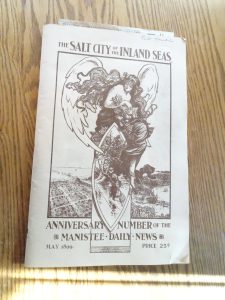 THE SALT CITY OF THE INLAND SEAS
ANNIVERSARY NUMBER OF THE
MANISTEE · DAILY · NEWS
MAY 1899 PRICE 25¢